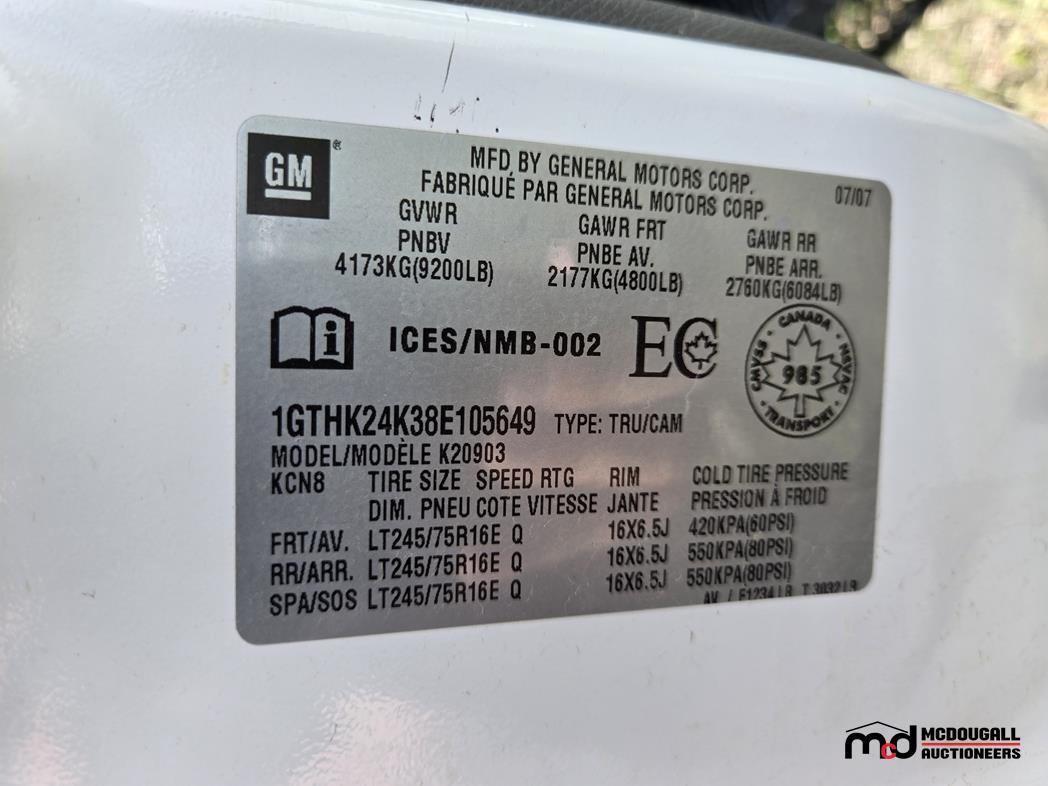 GM
MFD BY GENERAL MOTORS CORP.
FABRIQUÉ PAR GENERAL MOTORS CORP.
07/07
GVWR
PNBV
4173KG(9200LB)
GAWR FRT
PNBE AV.
2177KG(4800LB)
GAWR RR
PNBE ARR.
2760KG(6084LB)
ICES/NMB-002
EC
CANADA
CMVSS
NSVAC
985
TRANSPORT
1GTHK24K38E105649 TYPE: TRU/CAM
MODEL/MODÈLE K20903
KCN8 TIRE SIZE SPEED RTG RIM COLD TIRE PRESSURE
DIM. PNEU COTE VITESSE JANTE PRESSION À FROID
FRT/AV. LT245/75R16E Q 16X6.5J 420KPA(60PSI)
RR/ARR. LT245/75R16E Q 16X6.5J 550KPA(80PSI)
SPA/SOS LT245/75R16E Q 16X6.5J 550KPA(80PSI)
mcd MCDOUGALL
AUCTIONEERS